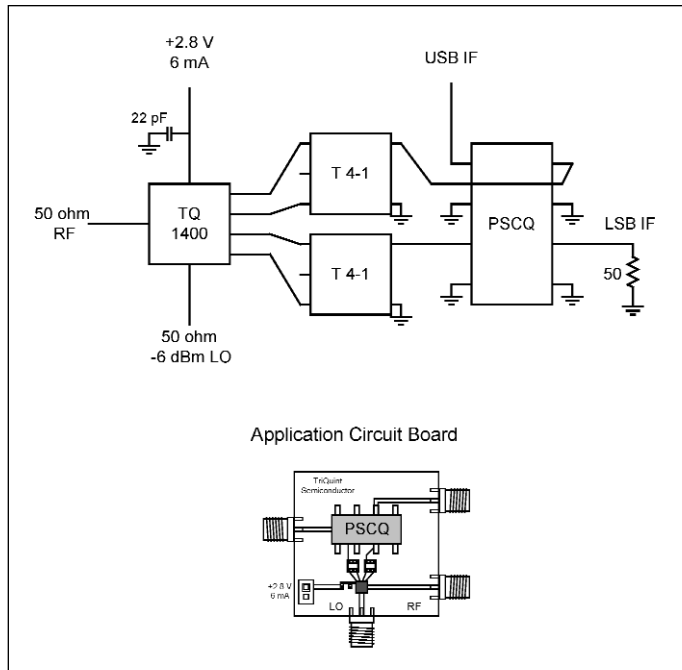 +2.8 V
6 mA
22 pF
USB IF
T 4-1
50 ohm
RF
TQ
1400
PSCQ
LSB IF
T 4-1
50
50 ohm
-6 dBm LO
Application Circuit Board
TriQuint
Semiconductor
PSCQ
+2.8 V
6 mA
LO
RF